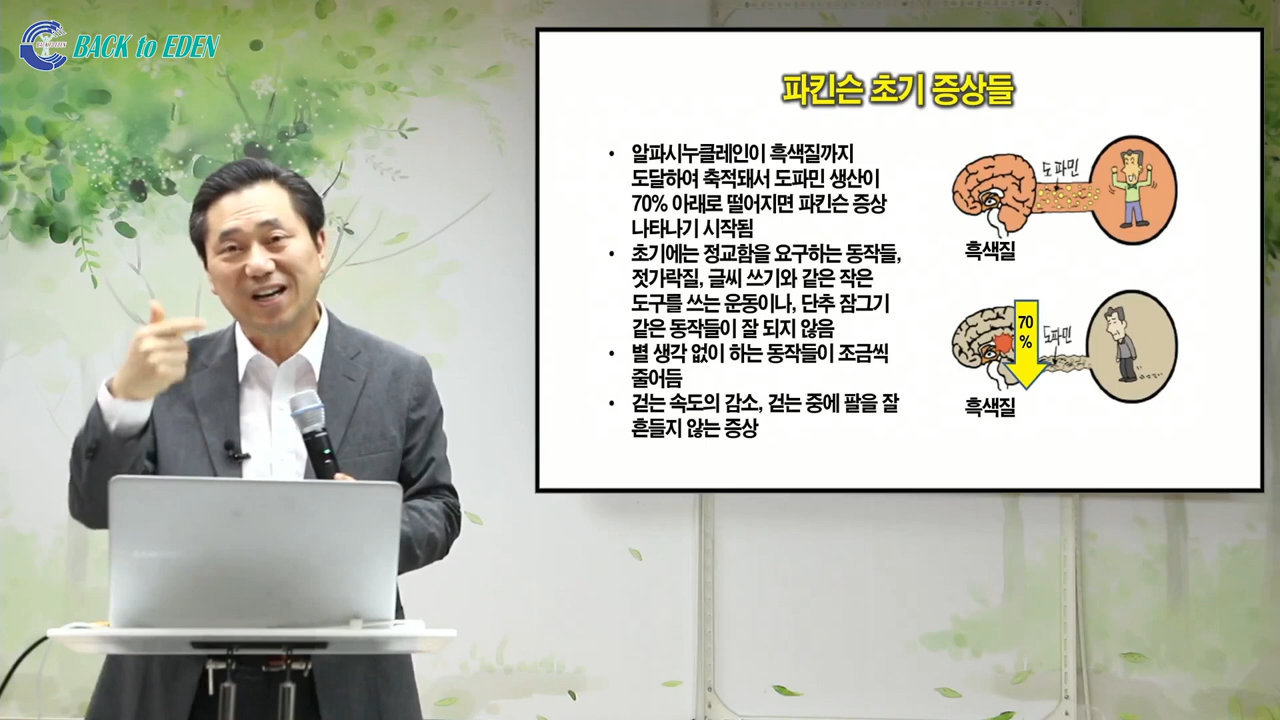 BACK to EDEN
파킨슨 초기 증상들
• 알파시누클레인이 흑색질까지
도달하여 축적돼서 도파민 생산이
70% 아래로 떨어지면 파킨슨 증상
나타나기 시작됨
• 초기에는 정교함을 요구하는 동작들,
젓가락질, 글씨 쓰기와 같은 작은
도구를 쓰는 운동이나, 단추 잠그기
같은 동작들이 잘 되지 않음
• 별 생각 없이 하는 동작들이 조금씩
줄어듬
• 걷는 속도의 감소, 걷는 중에 팔을 잘
흔들지 않는 증상
도파민
흑색질
70
%
도파민
흑색질